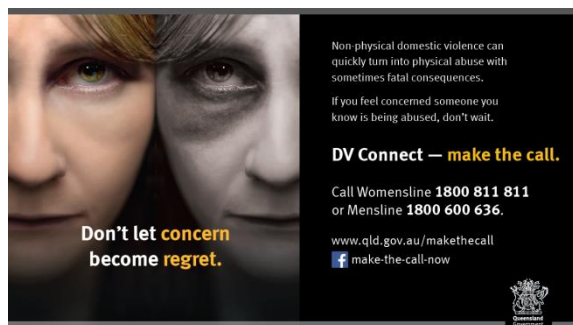 Don't let concern
become regret.
Non-physical domestic violence can
quickly turn into physical abuse with
sometimes fatal consequences.
If you feel concerned someone you
know is being abused, don't wait.
DV Connect — make the call.
Call Womensline 1800 811 811
or Mensline 1800 600 636.
www.qld.gov.au/makethecall
f make-the-call-now
Queensland
Government